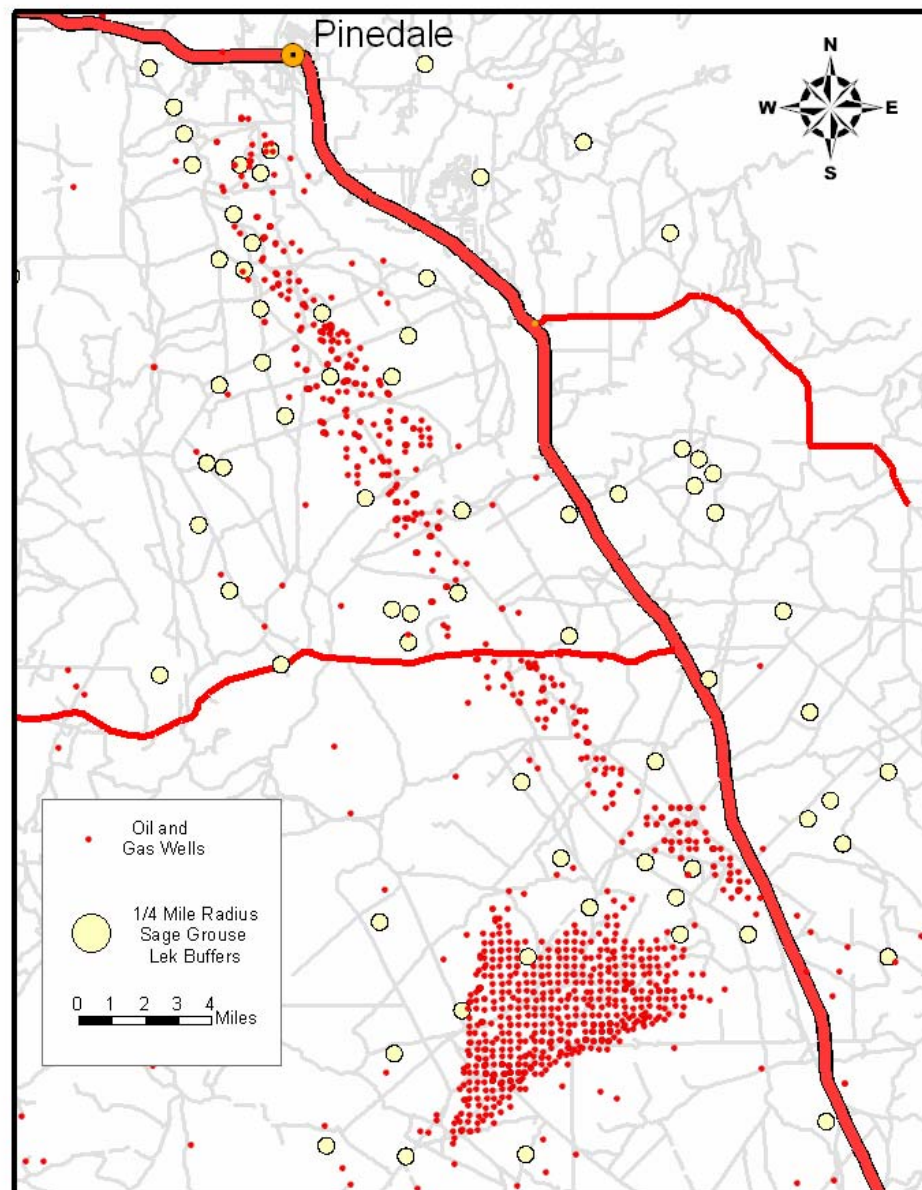 Pinedale
N
W E
S
Oil and
Gas Wells
1/4 Mile Radius
Sage Grouse
Lek Buffers
0 1 2 3 4
Miles